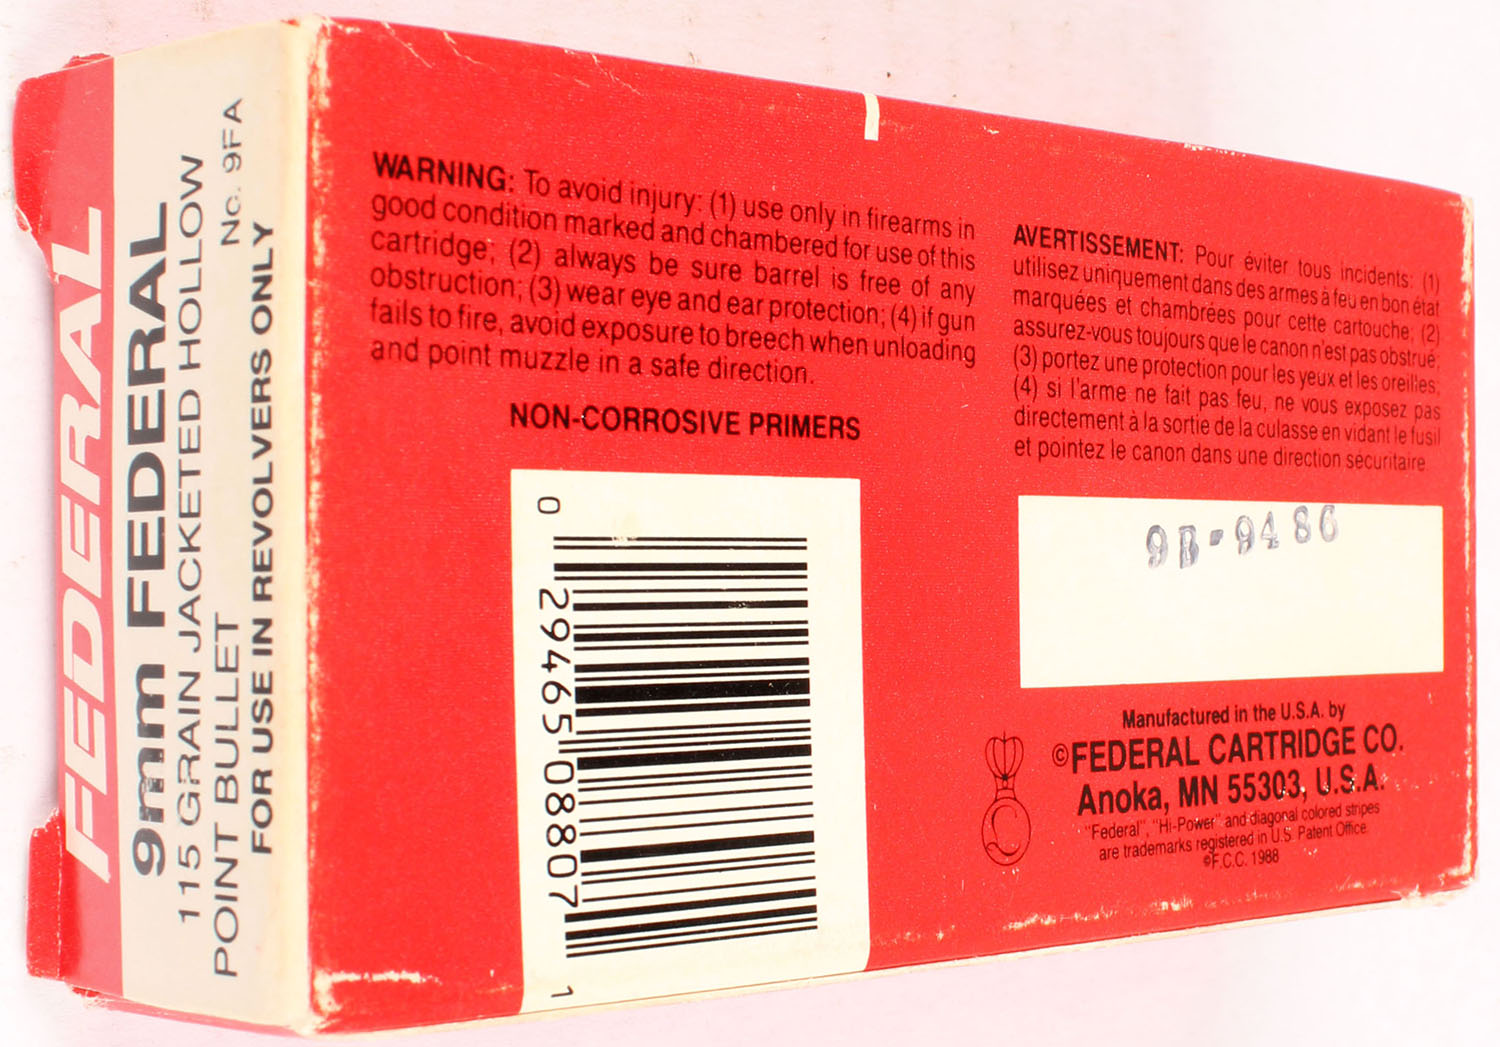 FEDERAL
9mm FEDERAL
115 GRAIN JACKETED HOLLOW
POINT BULLET No. 9FA
FOR USE IN REVOLVERS ONLY
WARNING: To avoid injury: (1) use only in firearms in
good condition marked and chambered for use of this
cartridge; (2) always be sure barrel is free of any
obstruction; (3) wear eye and ear protection; (4) if gun
fails to fire, avoid exposure to breech when unloading
and point muzzle in a safe direction.
NON-CORROSIVE PRIMERS
0 29465 08807 1
AVERTISSEMENT: Pour éviter tous incidents: (1)
utilisez uniquement dans des armes à feu en bon état
marquées et chambrées pour cette cartouche; (2)
assurez-vous toujours que le canon n'est pas obstrué;
(3) portez une protection pour les yeux et les oreilles;
(4) si l'arme ne fait pas feu, ne vous exposez pas
directement à la sortie de la culasse en vidant le fusil
et pointez le canon dans une direction sécuritaire.
9B-9486
Manufactured in the U.S.A. by
©FEDERAL CARTRIDGE CO.
Anoka, MN 55303, U.S.A.
"Federal", "Hi-Power" and diagonal colored stripes
are trademarks registered in U.S. Patent Office.
©F.C.C. 1988